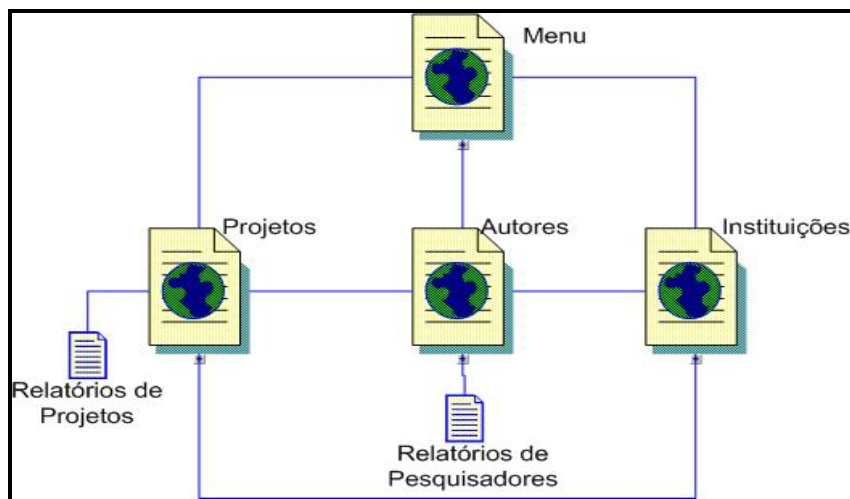 Menu
Projetos
Autores
Instituições
Relatórios de
Projetos
Relatórios de
Pesquisadores